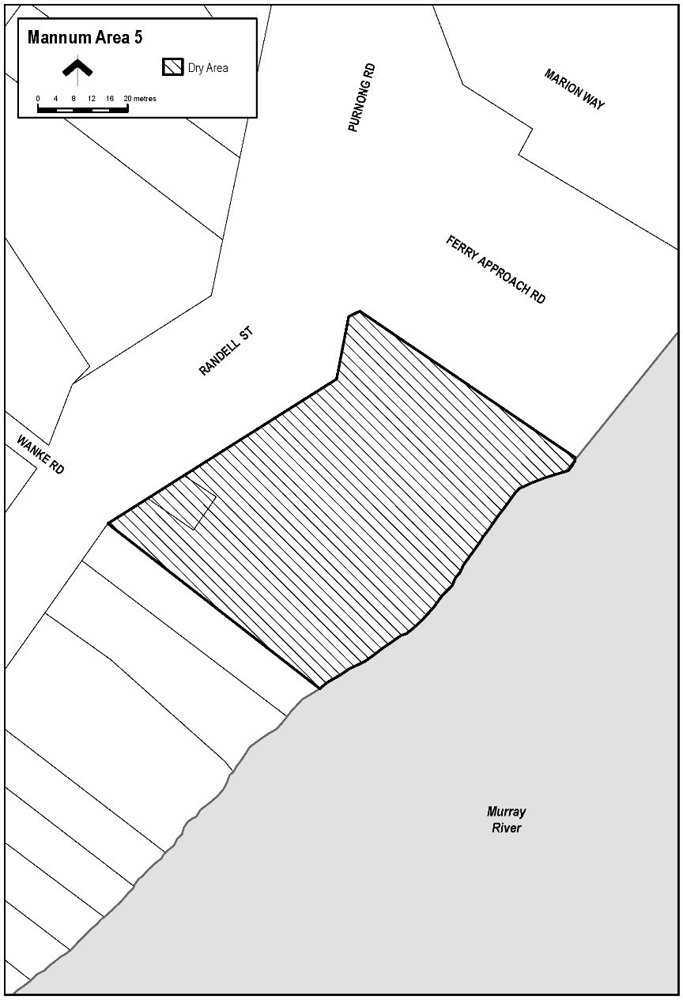 Mannum Area 5
Dry Area
0 4 8 12 16 20 metres
PURNONG RD
MARION WAY
FERRY APPROACH RD
RANDELL ST
WANKE RD
Murray
River